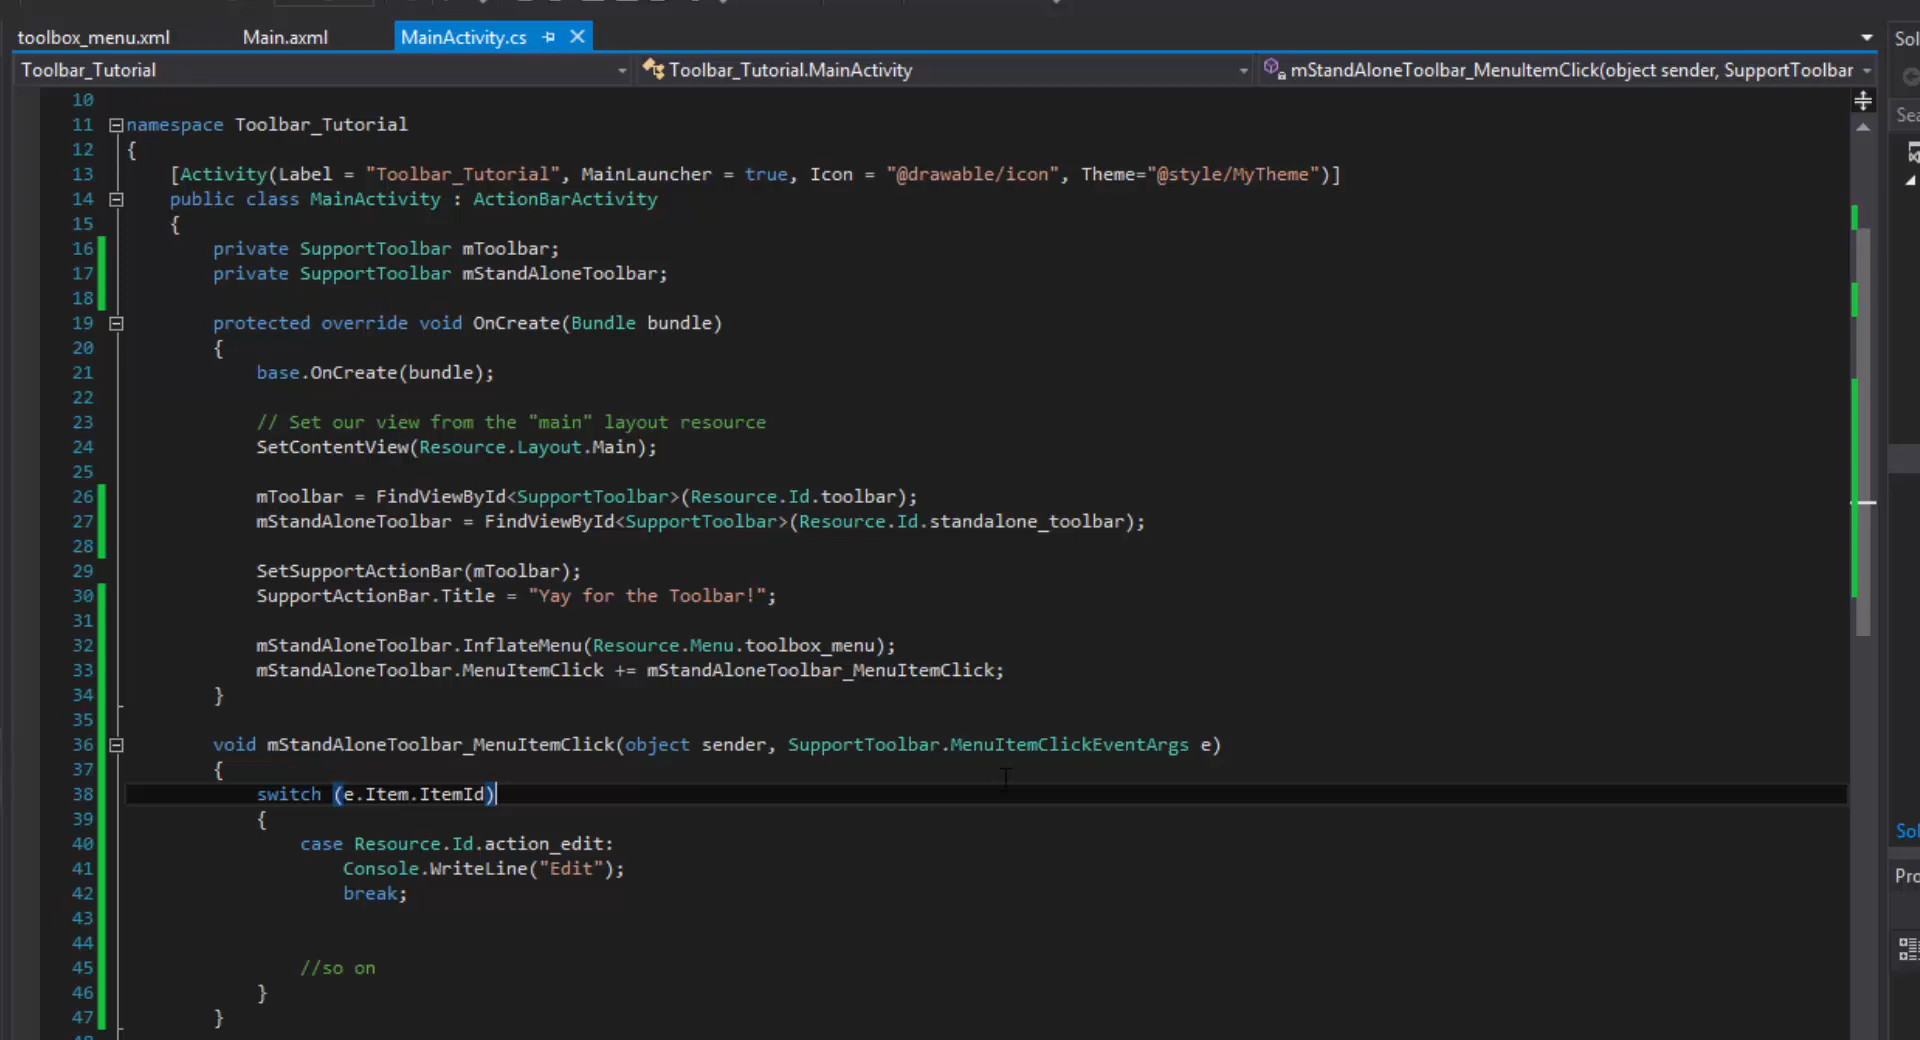 toolbox_menu.xml Main.axml MainActivity.cs
Sol
Toolbar_Tutorial Toolbar_Tutorial.MainActivity mStandAloneToolbar_MenuItemClick(object sender, SupportToolbar
10
11 namespace Toolbar_Tutorial
12 {
13 [Activity(Label = "Toolbar_Tutorial", MainLauncher = true, Icon = "@drawable/icon", Theme="@style/MyTheme")]
14 public class MainActivity : ActionBarActivity
15 {
16 private SupportToolbar mToolbar;
17 private SupportToolbar mStandAloneToolbar;
18
19 protected override void OnCreate(Bundle bundle)
20 {
21 base.OnCreate(bundle);
22
23 // Set our view from the "main" layout resource
24 SetContentView(Resource.Layout.Main);
25
26 mToolbar = FindViewById<SupportToolbar>(Resource.Id.toolbar);
27 mStandAloneToolbar = FindViewById<SupportToolbar>(Resource.Id.standalone_toolbar);
28
29 SetSupportActionBar(mToolbar);
30 SupportActionBar.Title = "Yay for the Toolbar!";
31
32 mStandAloneToolbar.InflateMenu(Resource.Menu.toolbox_menu);
33 mStandAloneToolbar.MenuItemClick += mStandAloneToolbar_MenuItemClick;
34 }
35
36 void mStandAloneToolbar_MenuItemClick(object sender, SupportToolbar.MenuItemClickEventArgs e)
37 {
38 switch (e.Item.ItemId)
39 {
40 case Resource.Id.action_edit:
41 Console.WriteLine("Edit");
42 break;
43
44
45 //so on
46 }
47 }
Sea
Sol
Pro